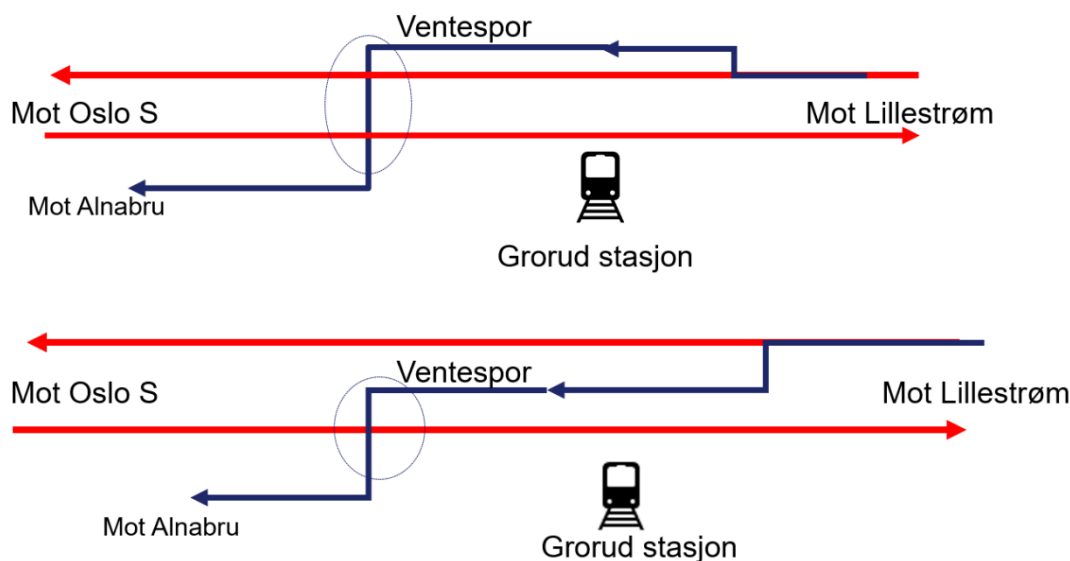 Ventespor
Mot Oslo S
Mot Lillestrøm
Mot Alnabru
Grorud stasjon
Ventespor
Mot Oslo S
Mot Lillestrøm
Mot Alnabru
Grorud stasjon